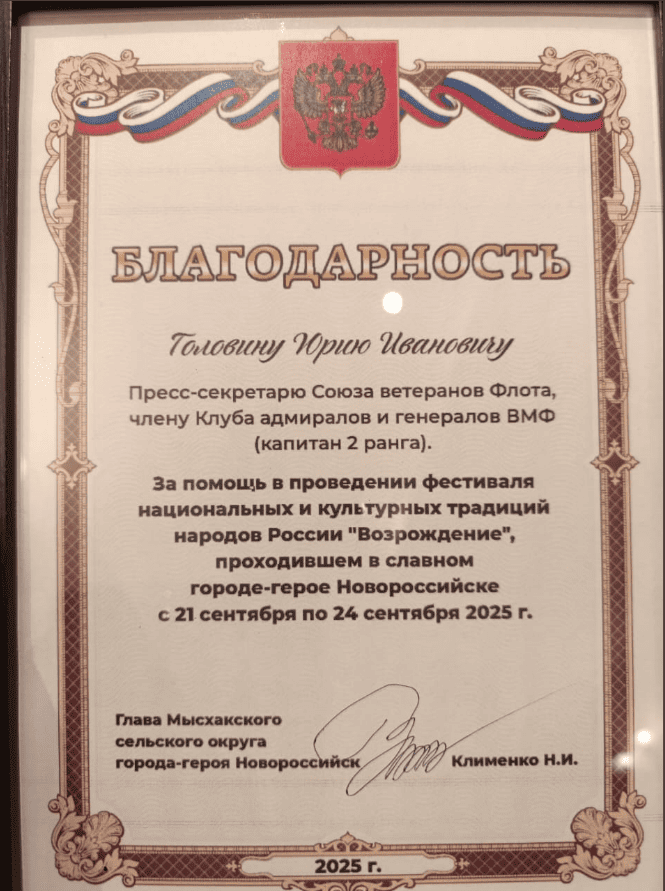 БЛАГОДАРНОСТЬ
Головину Юрию Ивановичу
Пресс-секретарю Союза ветеранов Флота,
члену Клуба адмиралов и генералов ВМФ
(капитан 2 ранга).
За помощь в проведении фестиваля
национальных и культурных традиций
народов России "Возрождение",
проходившем в славном
городе-герое Новороссийске
с 21 сентября по 24 сентября 2025 г.
Глава Мысхакского
сельского округа
города-героя Новороссийск Клименко Н.И.
2025 г.